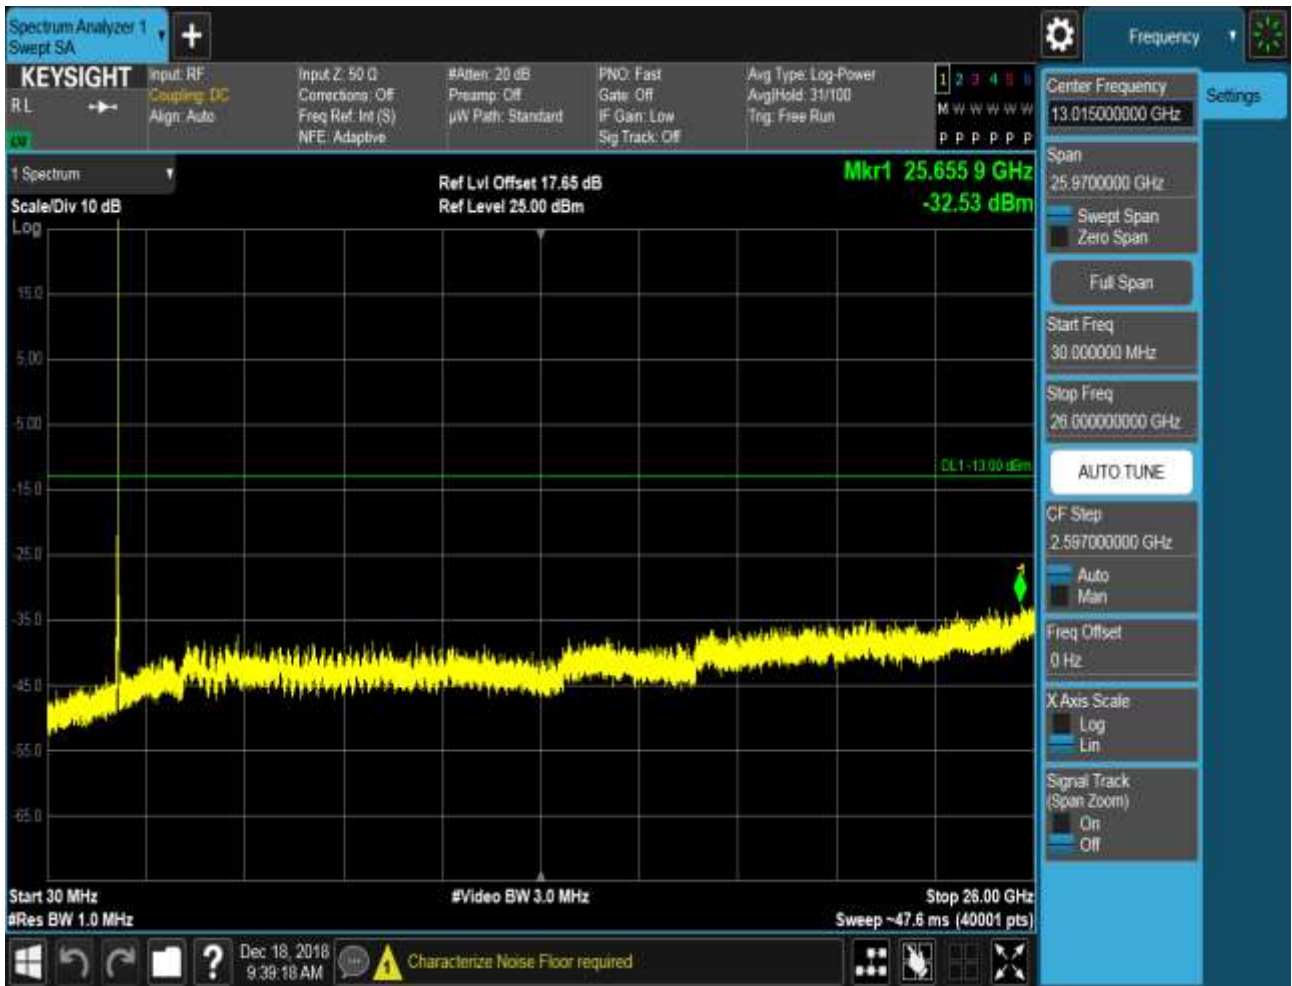 Spectrum Analyzer 1
Swept SA
+
Frequency
KEYSIGHT
RL
Input: RF
Coupling: DC
Align: Auto
Input Z: 50 Ω
Corrections: Off
Freq Ref: Int (S)
NFE: Adaptive
#Atten: 20 dB
Preamp: Off
µW Path: Standard
PNO: Fast
Gate: Off
IF Gain: Low
Sig Track: Off
Avg Type: Log-Power
Avg|Hold: 31/100
Trig: Free Run
1 2 3 4 5 6
M W W W W W
P P P P P P
1 Spectrum
Scale/Div 10 dB
Log
Ref Lvl Offset 17.65 dB
Ref Level 25.00 dBm
Mkr1 25.655 9 GHz
-32.53 dBm
15.0
5.00
-5.00
-15.0
-25.0
-35.0
-45.0
-55.0
-65.0
DL1 -13.00 dBm
1
Start 30 MHz
#Res BW 1.0 MHz
#Video BW 3.0 MHz
Stop 26.00 GHz
Sweep ~47.6 ms (40001 pts)
Center Frequency
13.015000000 GHz
Span
25.9700000 GHz
Swept Span
Zero Span
Full Span
Start Freq
30.000000 MHz
Stop Freq
26.000000000 GHz
AUTO TUNE
CF Step
2.597000000 GHz
Auto
Man
Freq Offset
0 Hz
X Axis Scale
Log
Lin
Signal Track
(Span Zoom)
On
Off
Settings
?
Dec 18, 2018
9:39:18 AM
1
Characterize Noise Floor required